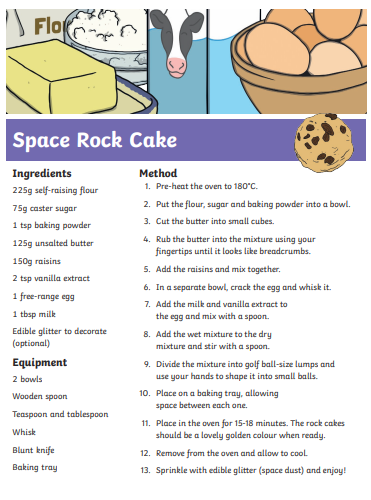 Flo
Space Rock Cake
Ingredients
225g self-raising flour
75g caster sugar
1 tsp baking powder
125g unsalted butter
150g raisins
2 tsp vanilla extract
1 free-range egg
1 tbsp milk
Edible glitter to decorate
(optional)
Equipment
2 bowls
Wooden spoon
Teaspoon and tablespoon
Whisk
Blunt knife
Baking tray
Method
1. Pre-heat the oven to 180°C.
2. Put the flour, sugar and baking powder into a bowl.
3. Cut the butter into small cubes.
4. Rub the butter into the mixture using your
fingertips until it looks like breadcrumbs.
5. Add the raisins and mix together.
6. In a separate bowl, crack the egg and whisk it.
7. Add the milk and vanilla extract to
the egg and mix with a spoon.
8. Add the wet mixture to the dry
mixture and stir with a spoon.
9. Divide the mixture into golf ball-size lumps and
use your hands to shape it into small balls.
10. Place on a baking tray, allowing
space between each one.
11. Place in the oven for 15-18 minutes. The rock cakes
should be a lovely golden colour when ready.
12. Remove from the oven and allow to cool.
13. Sprinkle with edible glitter (space dust) and enjoy!